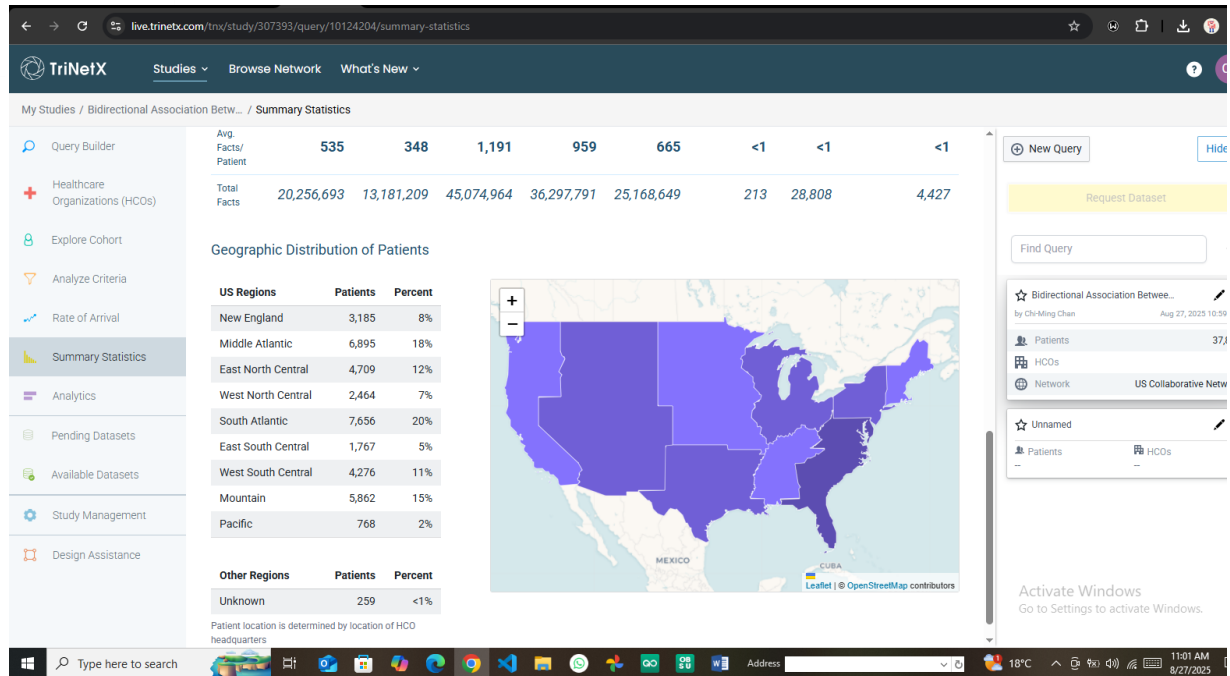 live.trinetx.com/tnx/study/307393/query/10124204/summary-statistics
TriNetX Studies Browse Network What's New ?
My Studies / Bidirectional Association Betw... / Summary Statistics
Query Builder
Healthcare
Organizations (HCOs)
Explore Cohort
Analyze Criteria
Rate of Arrival
Summary Statistics
Analytics
Pending Datasets
Available Datasets
Study Management
Design Assistance
Avg.
Facts/
Patient
535 348 1,191 959 665 <1 <1 <1
Total
Facts
20,256,693 13,181,209 45,074,964 36,297,791 25,168,649 213 28,808 4,427
Geographic Distribution of Patients
US Regions Patients Percent
New England 3,185 8%
Middle Atlantic 6,895 18%
East North Central 4,709 12%
West North Central 2,464 7%
South Atlantic 7,656 20%
East South Central 1,767 5%
West South Central 4,276 11%
Mountain 5,862 15%
Pacific 768 2%
Other Regions Patients Percent
Unknown 259 <1%
Patient location is determined by location of HCO
headquarters
+
−
MEXICO
CUBA
Leaflet | © OpenStreetMap contributors
New Query Hide
Request Dataset
Find Query
Bidirectional Association Betwee...
by Chi-Ming Chan Aug 27, 2025 10:59
Patients 37,8
HCOs
Network US Collaborative Netw
Unnamed
Patients HCOs
-- --
Activate Windows
Go to Settings to activate Windows.
Type here to search Address 18°C 11:01 AM
8/27/2025